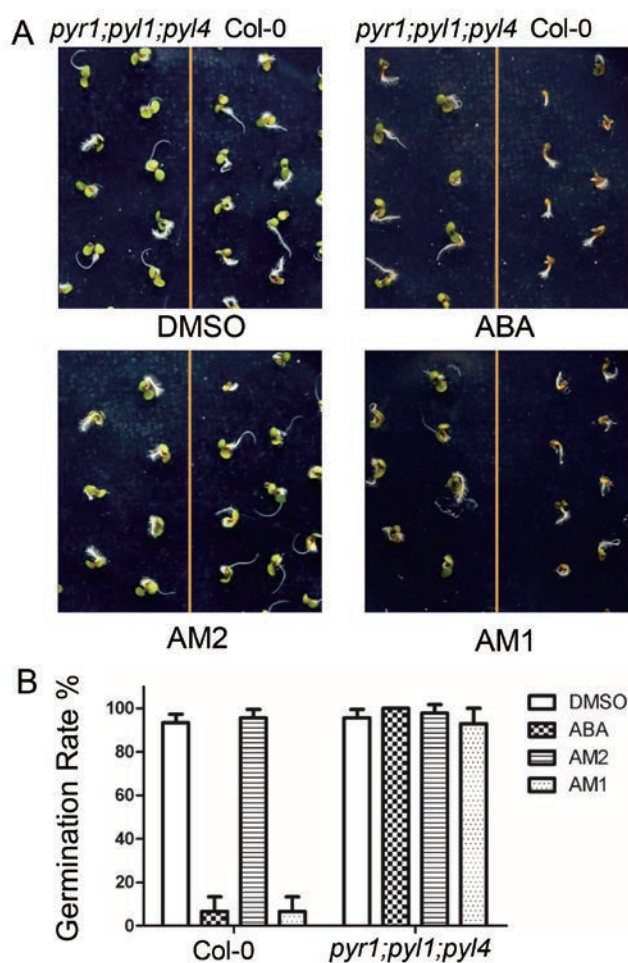 A
pyr1;pyl1;pyl4 Col-0
pyr1;pyl1;pyl4 Col-0
DMSO
ABA
AM2
AM1
B
Germination Rate %
100
80
60
40
20
0
DMSO
ABA
AM2
AM1
Col-0
pyr1;pyl1;pyl4